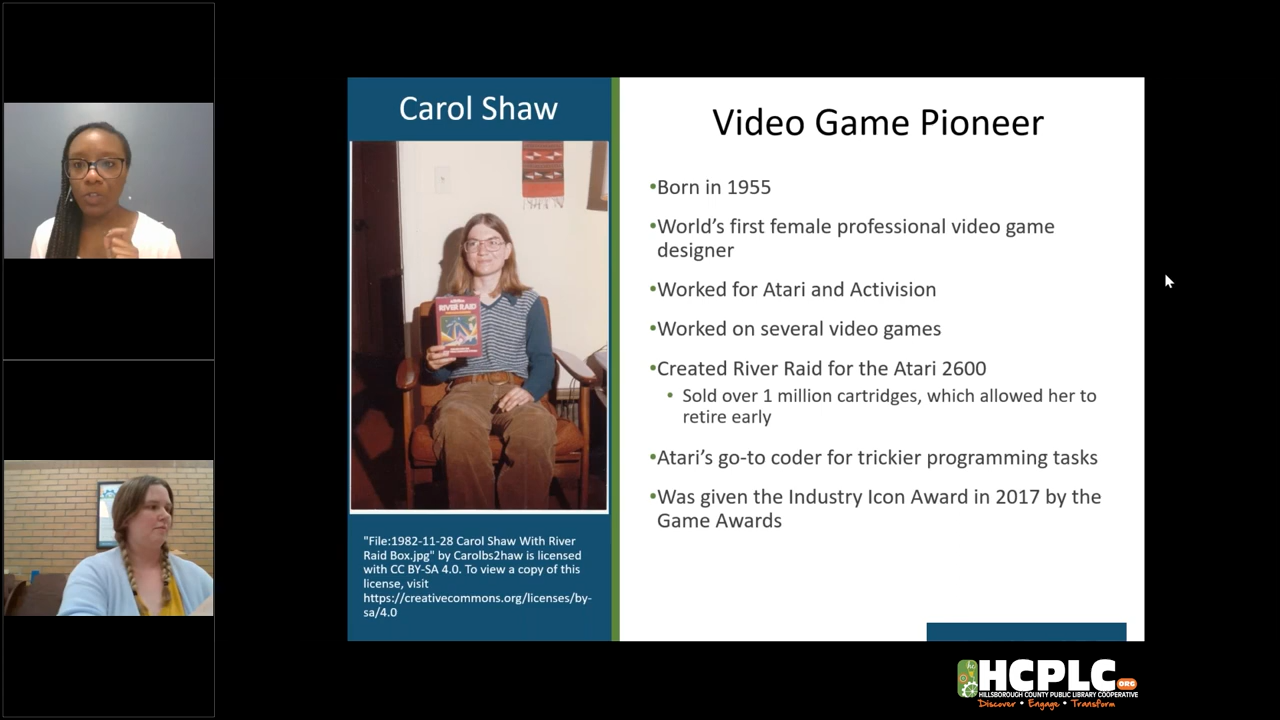 Carol Shaw
RIVER RAID
"File:1982-11-28 Carol Shaw With River
Raid Box.jpg" by Carolbs2haw is licensed
with CC BY-SA 4.0. To view a copy of this
license, visit
https://creativecommons.org/licenses/by-
sa/4.0
Video Game Pioneer
•Born in 1955
•World’s first female professional video game
designer
•Worked for Atari and Activision
•Worked on several video games
•Created River Raid for the Atari 2600
• Sold over 1 million cartridges, which allowed her to
retire early
•Atari’s go-to coder for trickier programming tasks
•Was given the Industry Icon Award in 2017 by the
Game Awards
hc
HCPLC.ORG
HILLSBOROUGH COUNTY PUBLIC LIBRARY COOPERATIVE
Discover • Engage • Transform